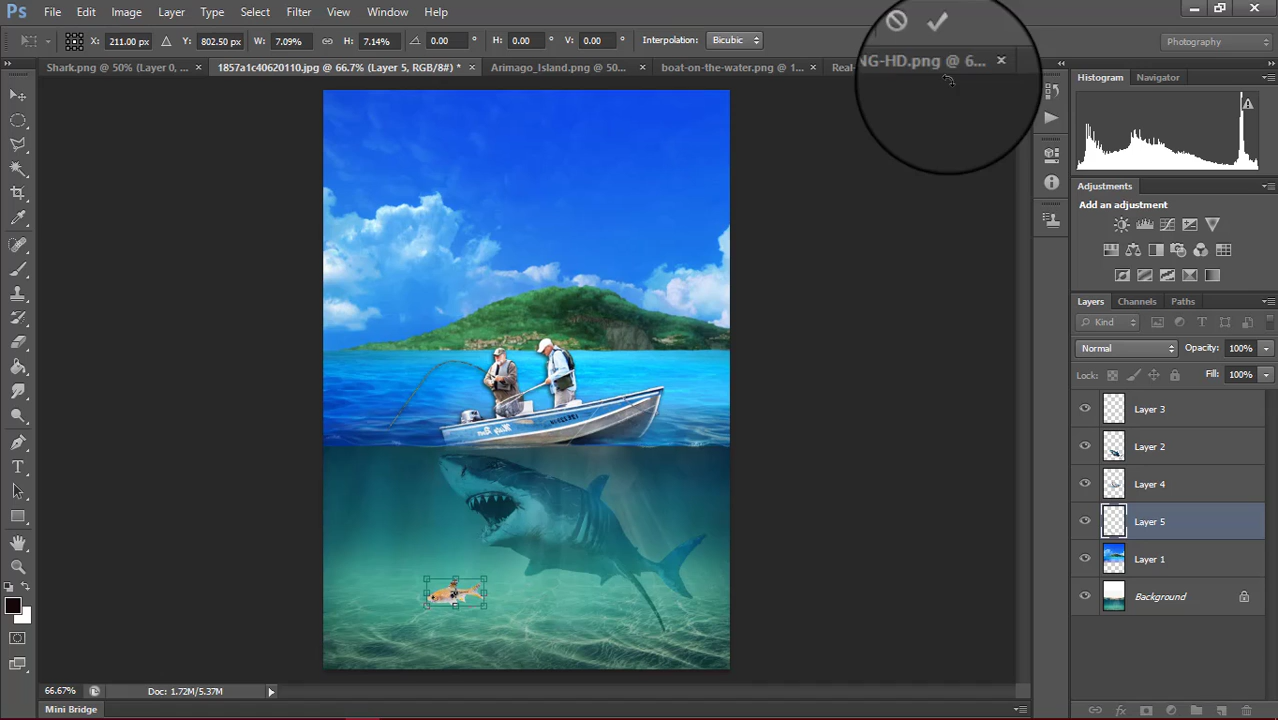 Ps File Edit Image Layer Type Select Filter View Window Help
X: 211.00 px Y: 802.50 px W: 7.09% H: 7.14% 0.00 ° H: 0.00 ° V: 0.00 ° Interpolation: Bicubic Photography
Shark.png @ 50% (Layer 0, ... × 1857a1c40620110.jpg @ 66.7% (Layer 5, RGB/8#) * × Arimago_Island.png @ 50... × boat-on-the-water.png @ 1... × Real- NG-HD.png @ 6... ×
Histogram Navigator
Adjustments
Add an adjustment
Layers Channels Paths
Kind
Normal Opacity: 100%
Lock: Fill: 100%
Layer 3
Layer 2
Layer 4
Layer 5
Layer 1
Background
66.67% Doc: 1.72M/5.37M
Mini Bridge